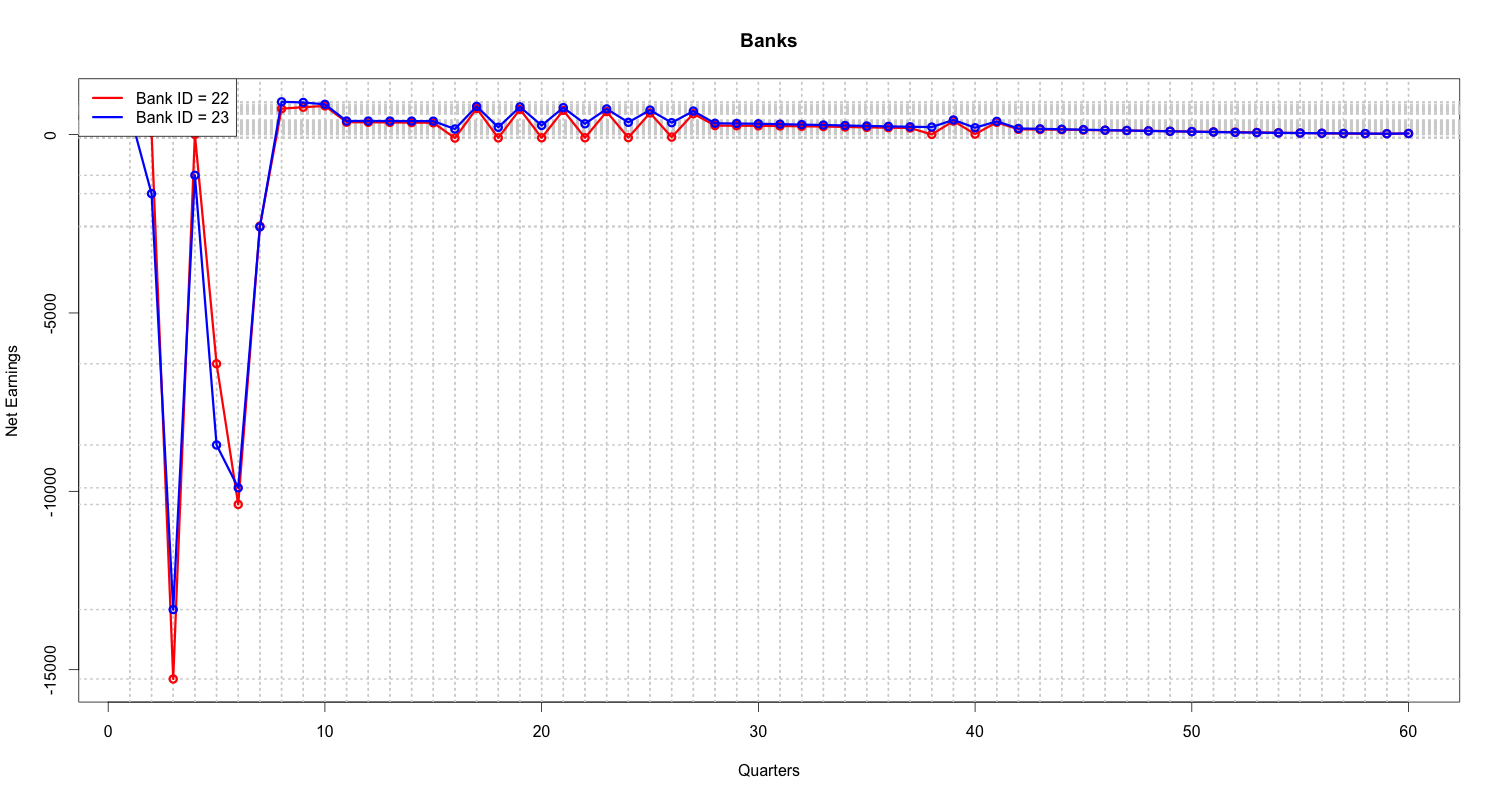 Banks
Bank ID = 22
Bank ID = 23
Net Earnings
0
-5000
-10000
-15000
0 10 20 30 40 50 60
Quarters